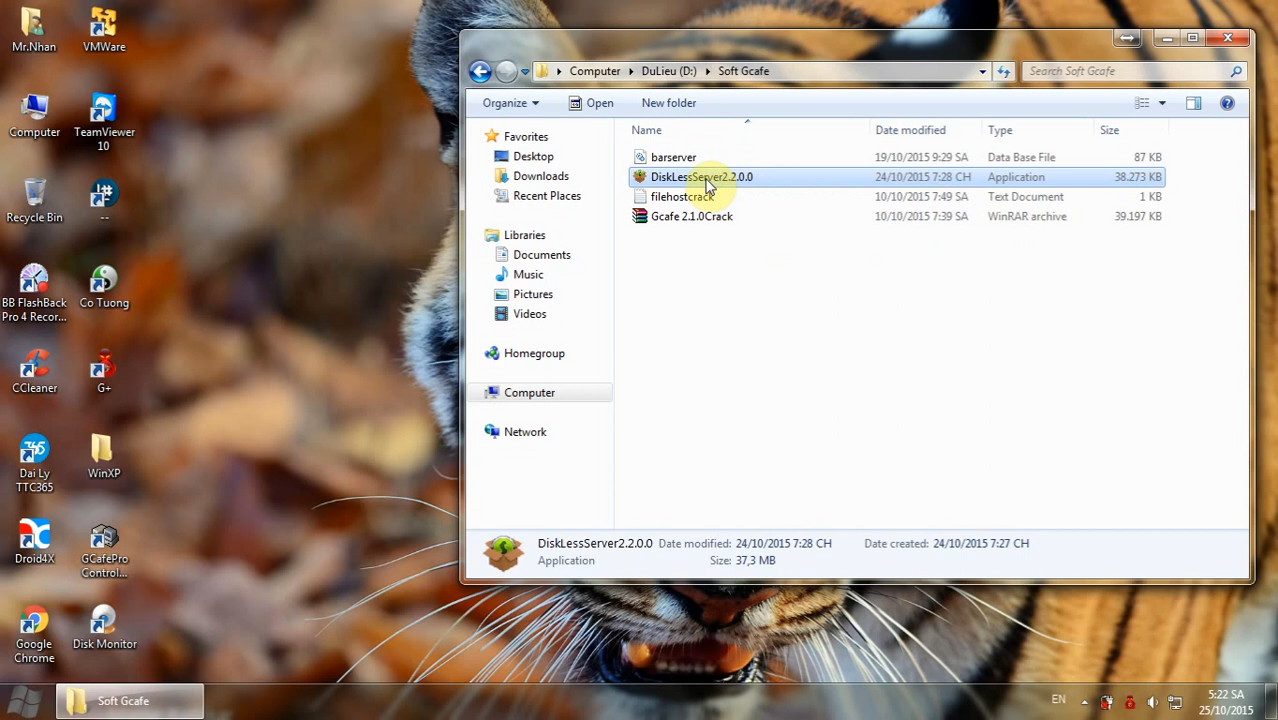 Mr.Nhan
VMWare
Computer
TeamViewer
10
Recycle Bin
--
BB FlashBack
Pro 4 Recor...
Co Tuong
CCleaner
G+
365
Dai Ly
TTC365
WinXP
Droid4X
GCafePro
Control...
Google
Chrome
Disk Monitor
Computer
DuLieu (D:)
Soft Gcafe
Search Soft Gcafe
Organize
Open
New folder
Favorites
Desktop
Downloads
Recent Places
Libraries
Documents
Music
Pictures
Videos
Homegroup
Computer
Network
Name Date modified Type Size
barserver 19/10/2015 9:29 SA Data Base File 87 KB
DiskLessServer2.2.0.0 24/10/2015 7:28 CH Application 38.273 KB
filehostcrack 10/10/2015 7:49 SA Text Document 1 KB
Gcafe 2.1.0Crack 10/10/2015 7:39 SA WinRAR archive 39.197 KB
DiskLessServer2.2.0.0 Date modified: 24/10/2015 7:28 CH Date created: 24/10/2015 7:27 CH
Application Size: 37,3 MB
Soft Gcafe
EN
5:22 SA
25/10/2015